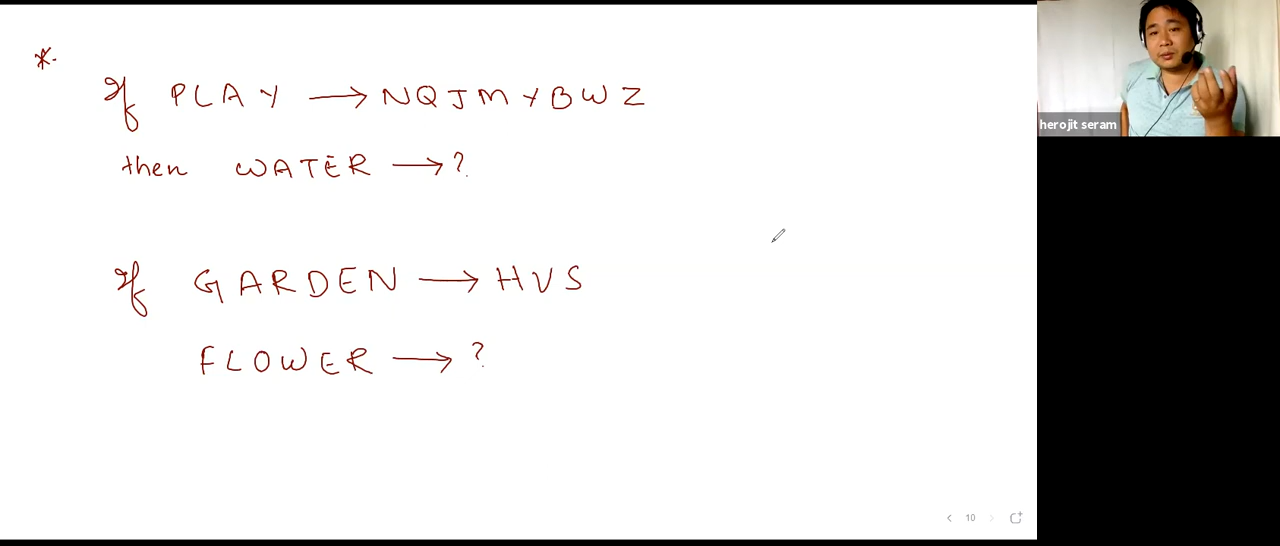 *.
If PLAY → NQJMYBWZ
herojit seram
then WATER → ?
If GARDEN → HVS
FLOWER → ?
10